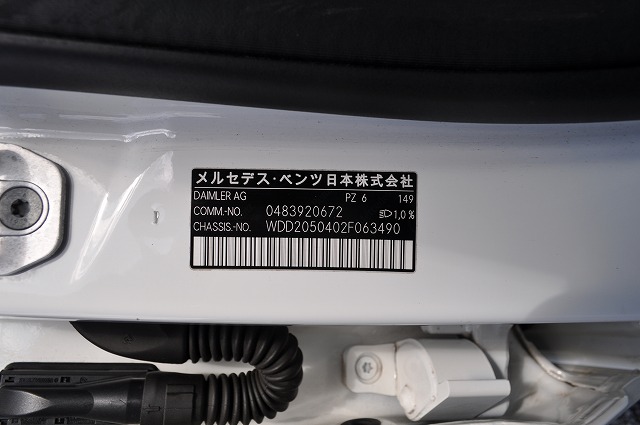 メルセデス・ベンツ日本株式会社
DAIMLER AG PZ 6 149
COMM.-NO. 0483920672 1,0 %
CHASSIS.-NO. WDD2050402F063490